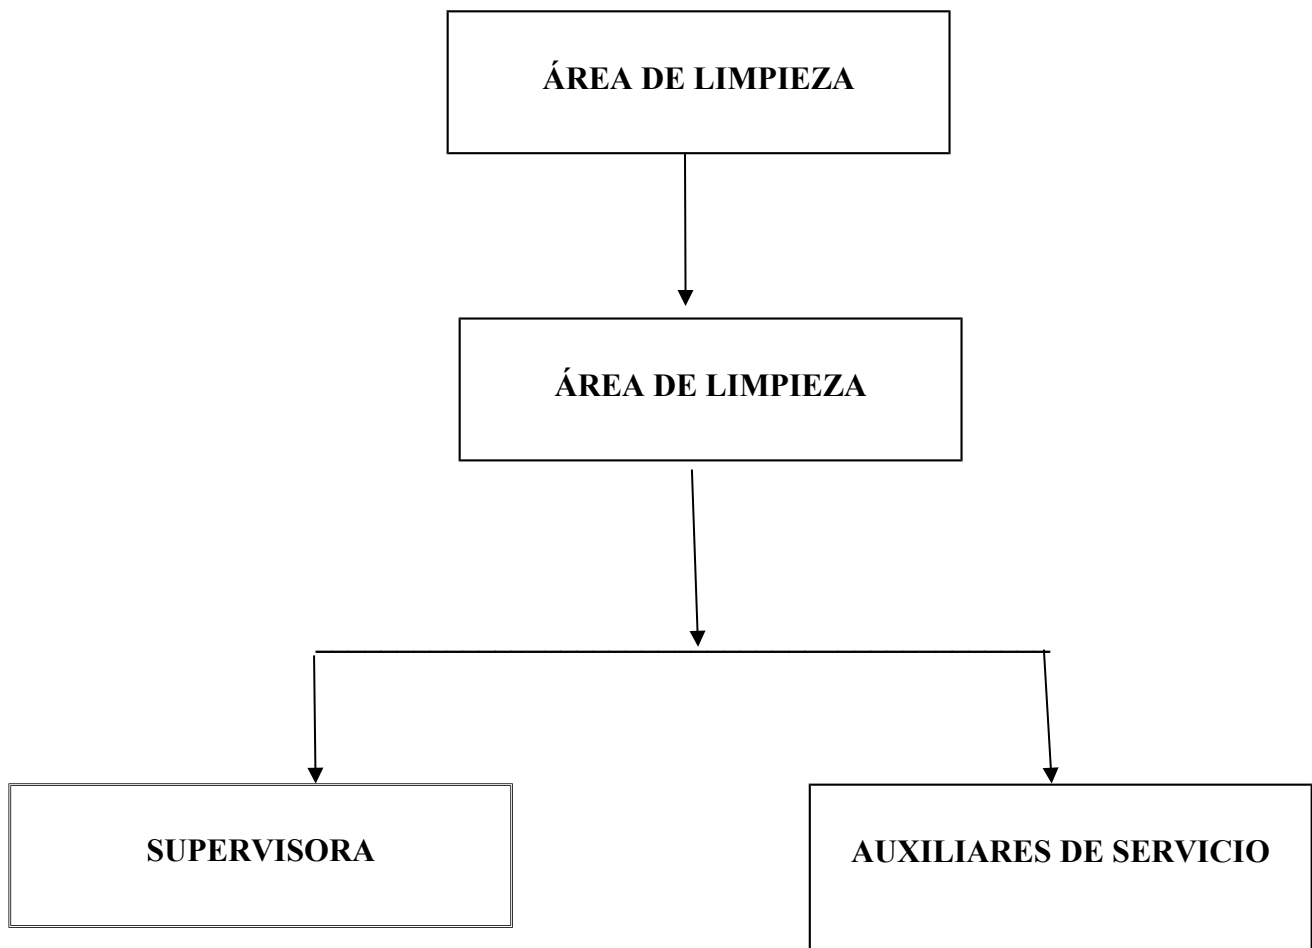 ÁREA DE LIMPIEZA
ÁREA DE LIMPIEZA
SUPERVISORA
AUXILIARES DE SERVICIO